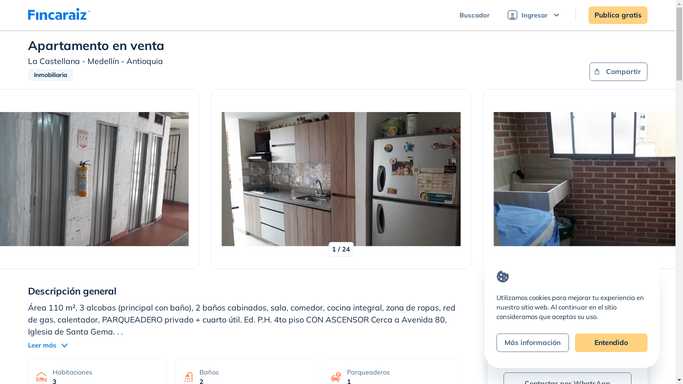 Fincaraiz
Buscador
Ingresar
Publica gratis
Apartamento en venta
La Castellana - Medellín - Antioquia
Inmobiliaria
Compartir
1 / 24
Descripción general
Área 110 m², 3 alcobas (principal con baño), 2 baños cabinados, sala, comedor, cocina integral, zona de ropas, red
de gas, calentador, PARQUEADERO privado + cuarto útil. Ed. P.H. 4to piso CON ASCENSOR Cerca a Avenida 80,
Iglesia de Santa Gema. . .
Leer más
Habitaciones
3
Baños
2
Parqueaderos
1
Utilizamos cookies para mejorar tu experiencia en
nuestro sitio web. Al continuar en el sitio
consideramos que aceptas su uso.
Más información
Entendido
Contactar por WhatsApp